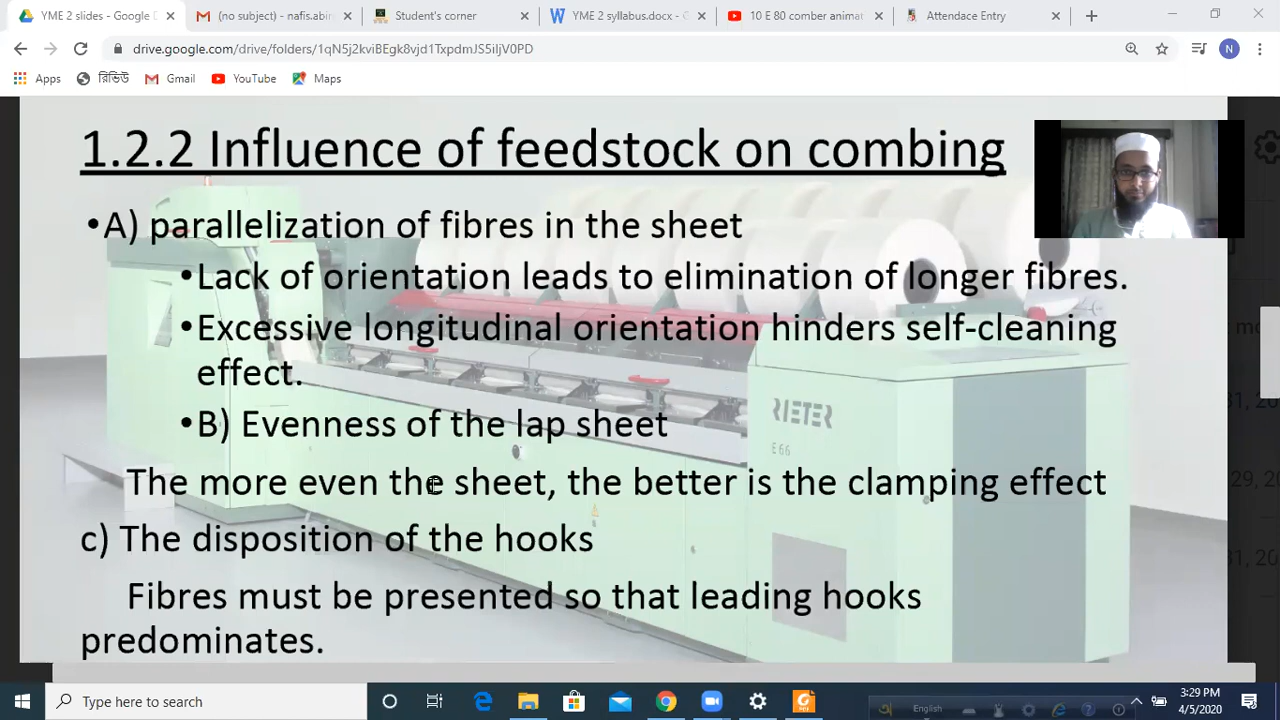 YME 2 slides - Google D
(no subject) - nafis.abir
Student's corner
YME 2 syllabus.docx - G
10 E 80 combar animat
Attendace Entry
drive.google.com/drive/folders/1qN5j2kviBEgk8vjd1TxpdmJS5iIjV0PD
N
Apps
রিভিউ
Gmail
YouTube
Maps
1.2.2 Influence of feedstock on combing
•A) parallelization of fibres in the sheet
•Lack of orientation leads to elimination of longer fibres.
•Excessive longitudinal orientation hinders self-cleaning
effect.
•B) Evenness of the lap sheet
RIETER
E 66
The more even the sheet, the better is the clamping effect
c) The disposition of the hooks
Fibres must be presented so that leading hooks
predominates.
Type here to search
English
3:29 PM
4/5/2020